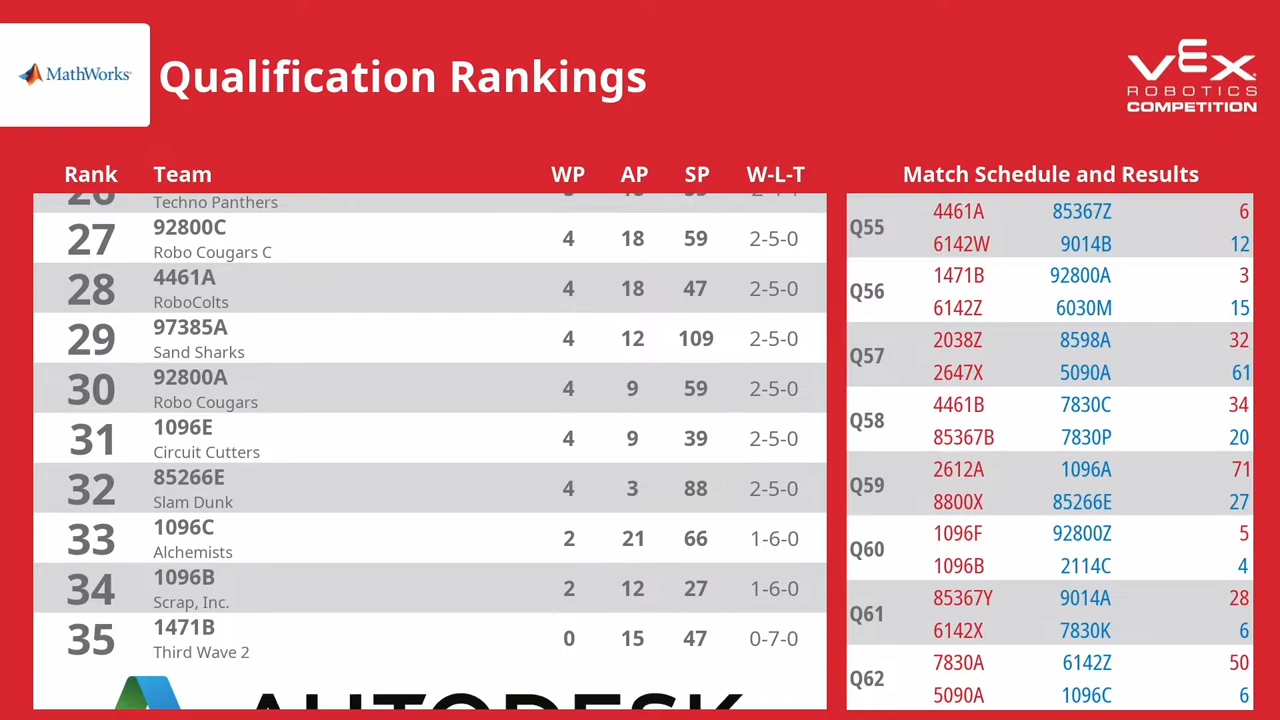 MathWorks
Qualification Rankings
VEX
ROBOTICS
COMPETITION
Rank Team WP AP SP W-L-T
26
Techno Panthers
27 92800C Robo Cougars C 4 18 59 2-5-0
28 4461A RoboColts 4 18 47 2-5-0
29 97385A Sand Sharks 4 12 109 2-5-0
30 92800A Robo Cougars 4 9 59 2-5-0
31 1096E Circuit Cutters 4 9 39 2-5-0
32 85266E Slam Dunk 4 3 88 2-5-0
33 1096C Alchemists 2 21 66 1-6-0
34 1096B Scrap, Inc. 2 12 27 1-6-0
35 1471B Third Wave 2 0 15 47 0-7-0
AUTODESK
Match Schedule and Results
Q55
4461A 85367Z 6
6142W 9014B 12
Q56
1471B 92800A 3
6142Z 6030M 15
Q57
2038Z 8598A 32
2647X 5090A 61
Q58
4461B 7830C 34
85367B 7830P 20
Q59
2612A 1096A 71
8800X 85266E 27
Q60
1096F 92800Z 5
1096B 2114C 4
Q61
85367Y 9014A 28
6142X 7830K 6
Q62
7830A 6142Z 50
5090A 1096C 6